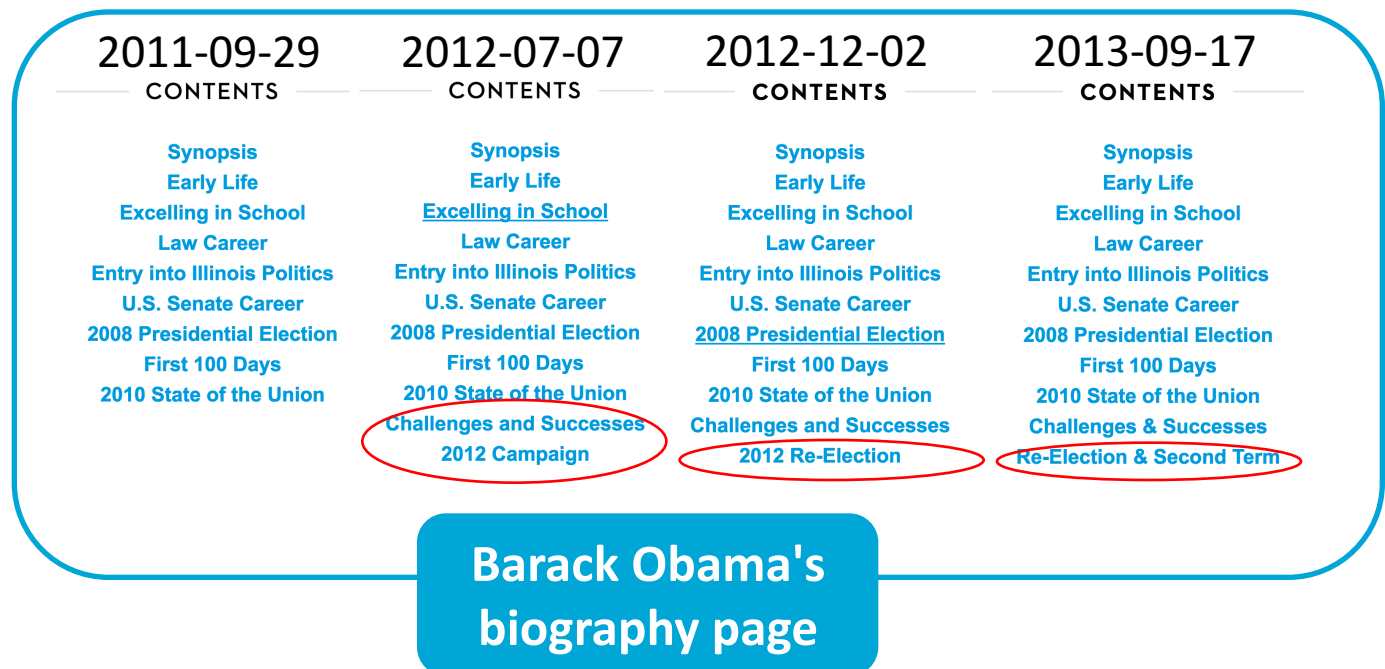 2011-09-29
CONTENTS
Synopsis
Early Life
Excelling in School
Law Career
Entry into Illinois Politics
U.S. Senate Career
2008 Presidential Election
First 100 Days
2010 State of the Union
2012-07-07
CONTENTS
Synopsis
Early Life
Excelling in School
Law Career
Entry into Illinois Politics
U.S. Senate Career
2008 Presidential Election
First 100 Days
2010 State of the Union
Challenges and Successes
2012 Campaign
2012-12-02
CONTENTS
Synopsis
Early Life
Excelling in School
Law Career
Entry into Illinois Politics
U.S. Senate Career
2008 Presidential Election
First 100 Days
2010 State of the Union
Challenges and Successes
2012 Re-Election
2013-09-17
CONTENTS
Synopsis
Early Life
Excelling in School
Law Career
Entry into Illinois Politics
U.S. Senate Career
2008 Presidential Election
First 100 Days
2010 State of the Union
Challenges & Successes
Re-Election & Second Term
Barack Obama's
biography page